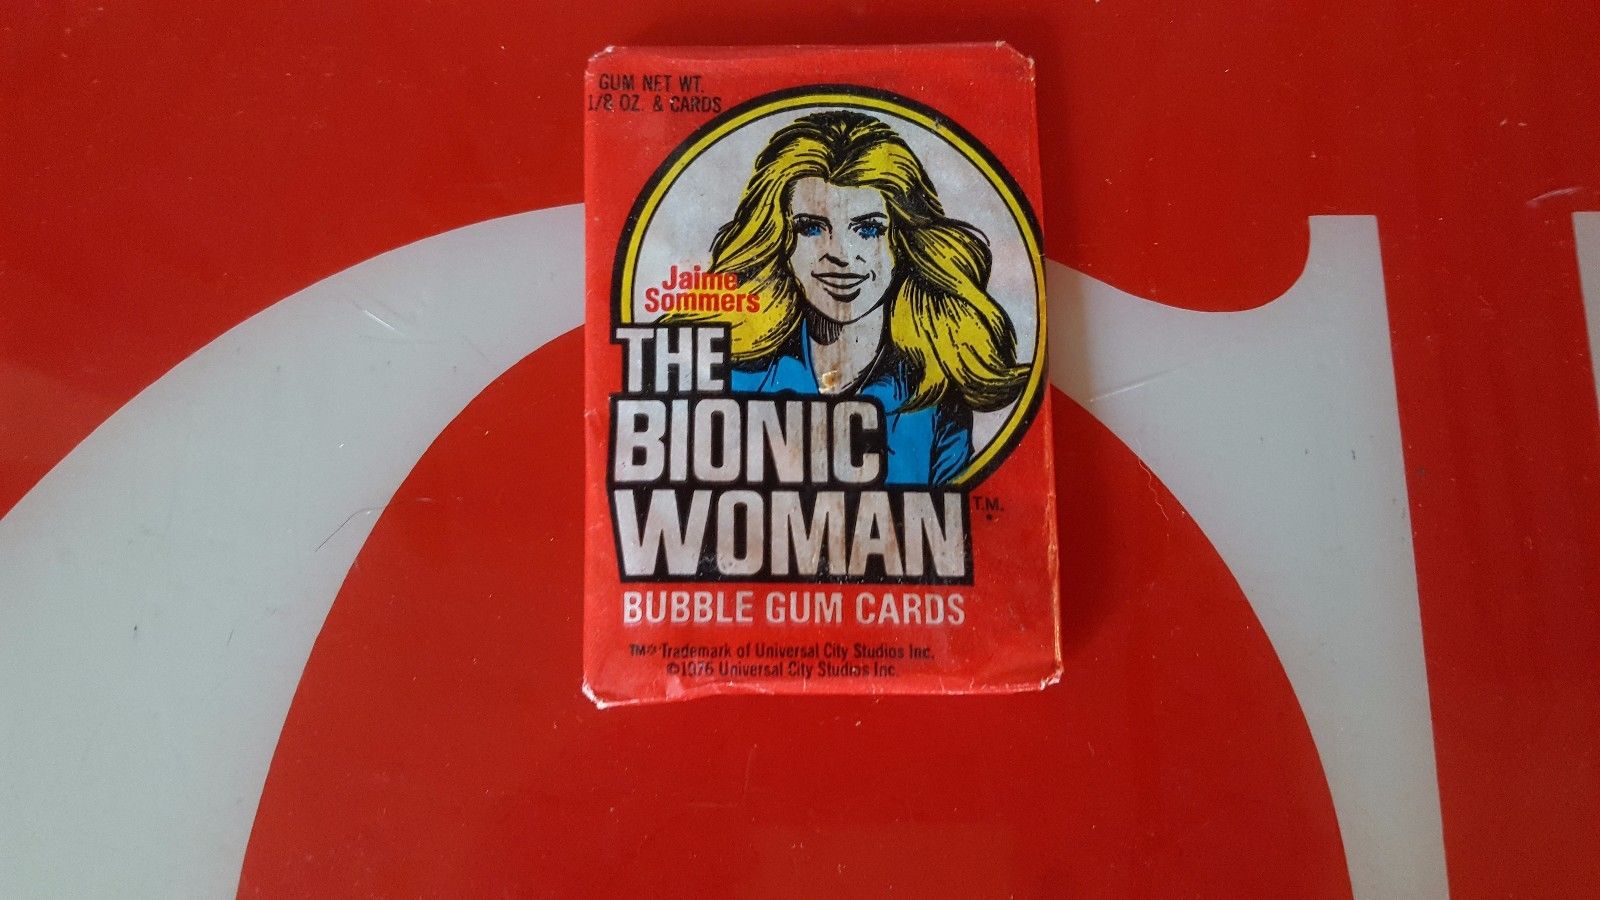 GUM NET WT.
1/8 OZ. & CARDS
Jaime
Sommers
THE
BIONIC
WOMAN
T.M.
*
BUBBLE GUM CARDS
TM* Trademark of Universal City Studios Inc.
©1976 Universal City Studios Inc.